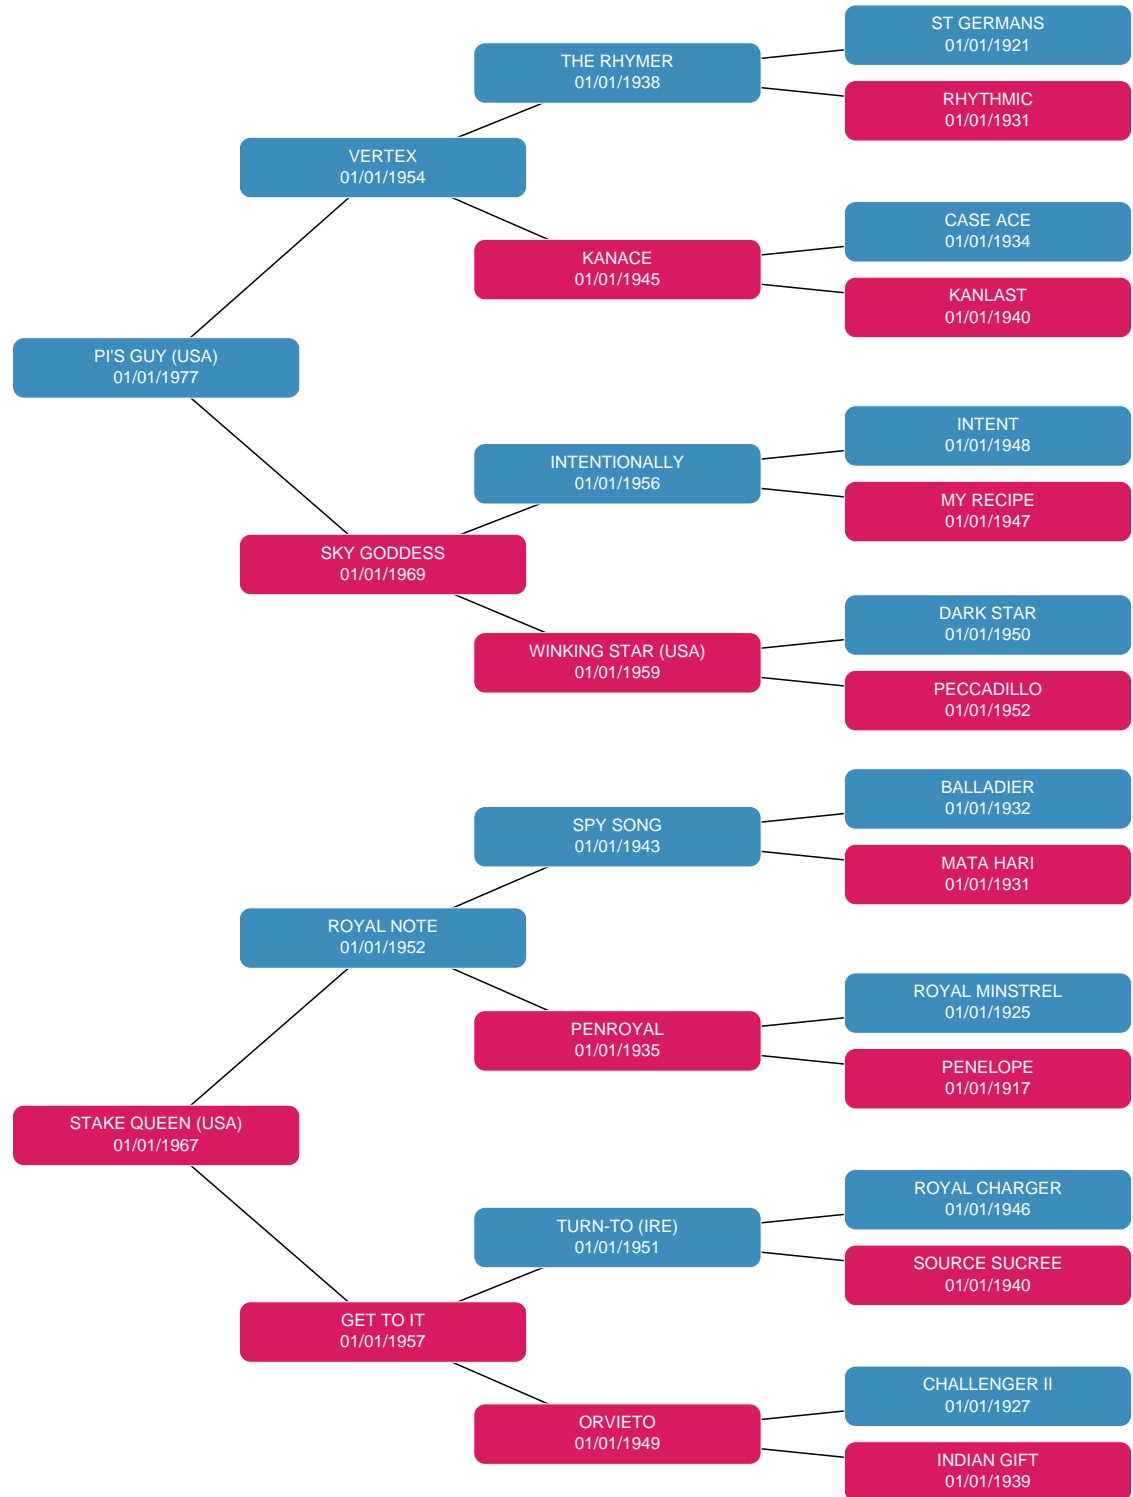 ST GERMANS
01/01/1921
THE RHYMER
01/01/1938
RHYTHMIC
01/01/1931
VERTEX
01/01/1954
CASE ACE
01/01/1934
KANACE
01/01/1945
KANLAST
01/01/1940
PI'S GUY (USA)
01/01/1977
INTENT
01/01/1948
INTENTIONALLY
01/01/1956
MY RECIPE
01/01/1947
SKY GODDESS
01/01/1969
DARK STAR
01/01/1950
WINKING STAR (USA)
01/01/1959
PECCADILLO
01/01/1952
BALLADIER
01/01/1932
SPY SONG
01/01/1943
MATA HARI
01/01/1931
ROYAL NOTE
01/01/1952
ROYAL MINSTREL
01/01/1925
PENROYAL
01/01/1935
PENELOPE
01/01/1917
STAKE QUEEN (USA)
01/01/1967
ROYAL CHARGER
01/01/1946
TURN-TO (IRE)
01/01/1951
SOURCE SUCREE
01/01/1940
GET TO IT
01/01/1957
CHALLENGER II
01/01/1927
ORVIETO
01/01/1949
INDIAN GIFT
01/01/1939